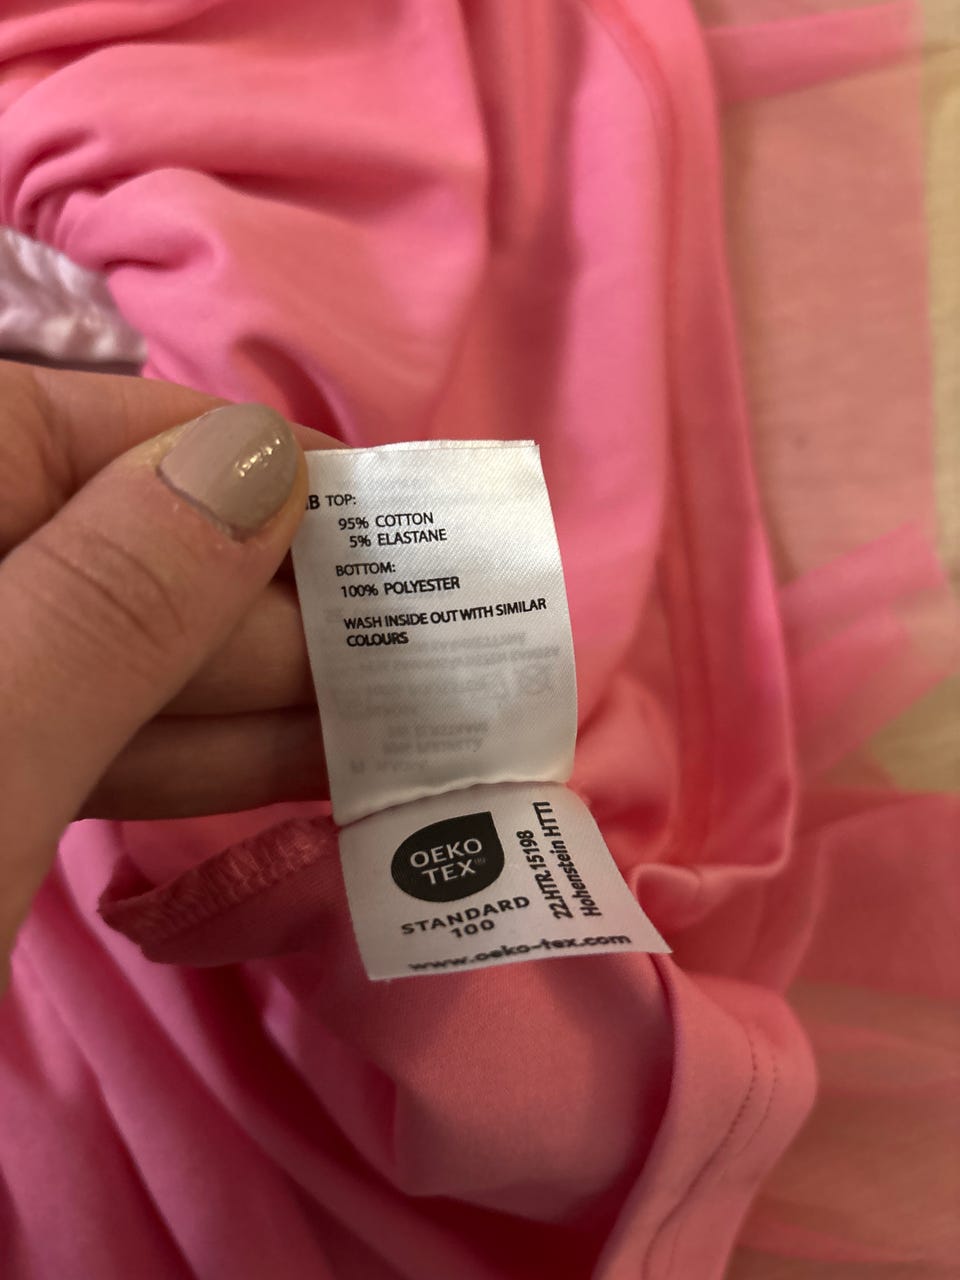 B TOP:
95% COTTON
5% ELASTANE
BOTTOM:
100% POLYESTER
WASH INSIDE OUT WITH SIMILAR
COLOURS
OEKO
TEX®
STANDARD
100
22.HTR.15198
Hohenstein HTTI
www.oeko-tex.com